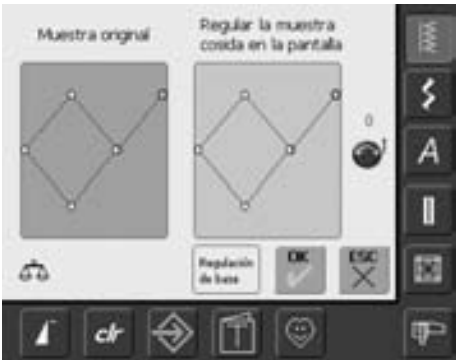 Muestra original
Regular la muestra
cosida en la pantalla
0
Regulación
de base
OK
ESC
A
clr